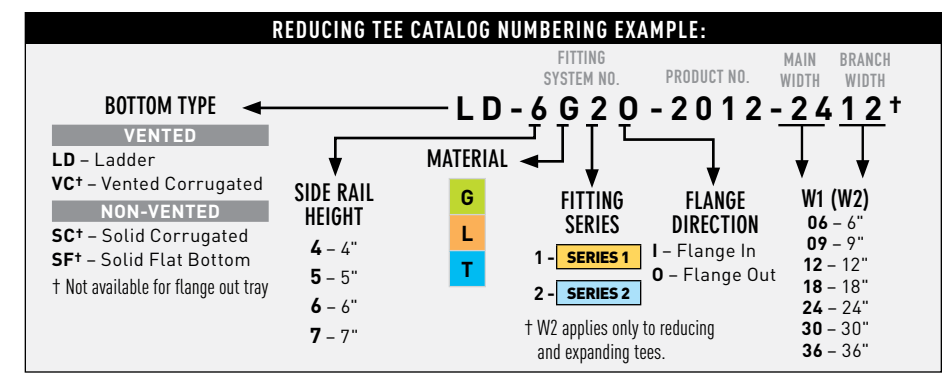 REDUCING TEE CATALOG NUMBERING EXAMPLE:
FITTING
SYSTEM NO.
PRODUCT NO.
MAIN
WIDTH
BRANCH
WIDTH
LD-6G2O-2012-2412†
BOTTOM TYPE
VENTED
LD – Ladder
VC† – Vented Corrugated
NON-VENTED
SC† – Solid Corrugated
SF† – Solid Flat Bottom
† Not available for flange out tray
SIDE RAIL
HEIGHT
4 – 4"
5 – 5"
6 – 6"
7 – 7"
MATERIAL
G
L
T
FITTING
SERIES
1 - SERIES 1
2 - SERIES 2
FLANGE
DIRECTION
I – Flange In
O – Flange Out
† W2 applies only to reducing
and expanding tees.
W1 (W2)
06 – 6"
09 – 9"
12 – 12"
18 – 18"
24 – 24"
30 – 30"
36 – 36"